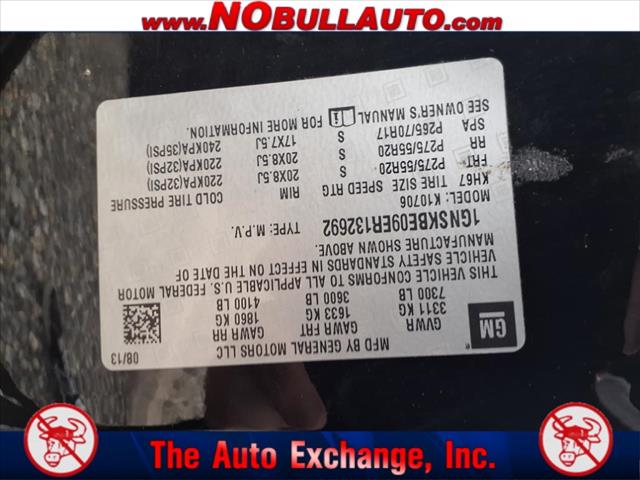 www.NOBULLAUTO.com
MFD BY GENERAL MOTORS LLC 08/13
GM
GVWR GAWR FRT GAWR RR
3311 KG 1633 KG 1860 KG
7300 LB 3600 LB 4100 LB
THIS VEHICLE CONFORMS TO ALL APPLICABLE U.S. FEDERAL MOTOR
VEHICLE SAFETY STANDARDS IN EFFECT ON THE DATE OF
MANUFACTURE SHOWN ABOVE.
1GNSKBE09ER132692 TYPE: M.P.V.
MODEL: K10706
KH67 TIRE SIZE SPEED RTG RIM COLD TIRE PRESSURE
FRT P275/55R20 S 20X8.5J 220KPA(32PSI)
RR P275/55R20 S 20X8.5J 220KPA(32PSI)
SPA P265/70R17 S 17X7.5J 240KPA(35PSI)
SEE OWNER'S MANUAL FOR MORE INFORMATION.
The Auto Exchange, Inc.